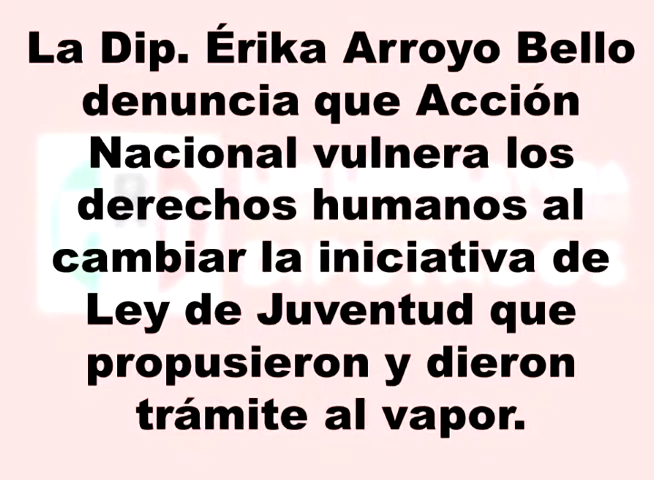 La Dip. Érika Arroyo Bello
denuncia que Acción
Nacional vulnera los
derechos humanos al
cambiar la iniciativa de
Ley de Juventud que
propusieron y dieron
trámite al vapor.